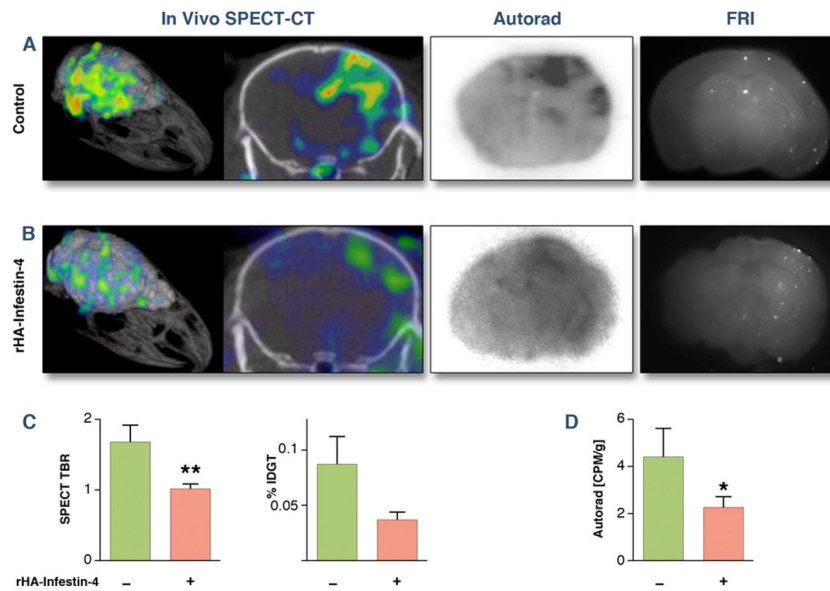 In Vivo SPECT-CT
Autorad
FRI
A
Control
B
rHA-Infestin-4
C
2
1
0
SPECT TBR
**
0.1
0.05
% IDGT
D
6
4
2
0
Autorad [CPM/g]
*
rHA-Infestin-4
– +
– +
– +